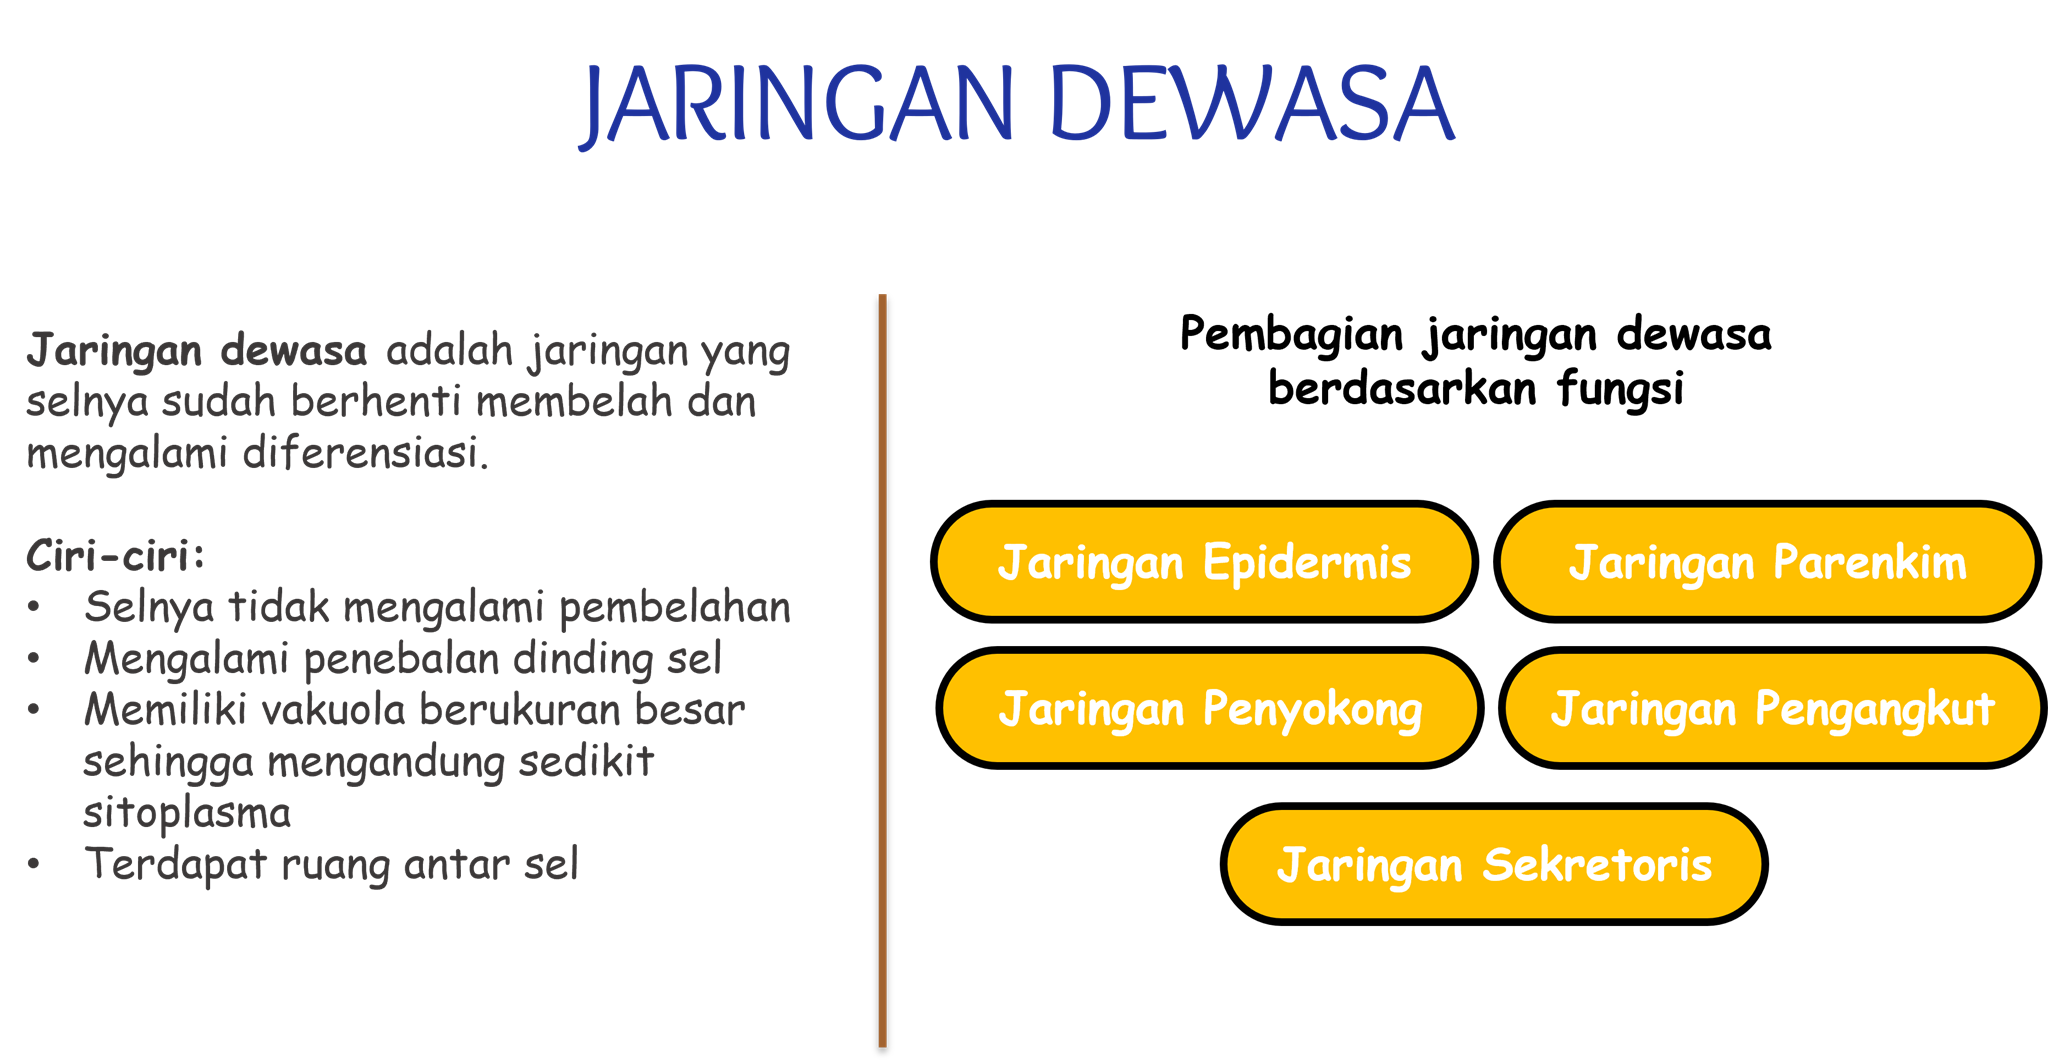 JARINGAN DEWASA
Jaringan dewasa adalah jaringan yang
selnya sudah berhenti membelah dan
mengalami diferensiasi.
Ciri-ciri:
• Selnya tidak mengalami pembelahan
• Mengalami penebalan dinding sel
• Memiliki vakuola berukuran besar
sehingga mengandung sedikit
sitoplasma
• Terdapat ruang antar sel
Pembagian jaringan dewasa
berdasarkan fungsi
Jaringan Epidermis
Jaringan Parenkim
Jaringan Penyokong
Jaringan Pengangkut
Jaringan Sekretoris